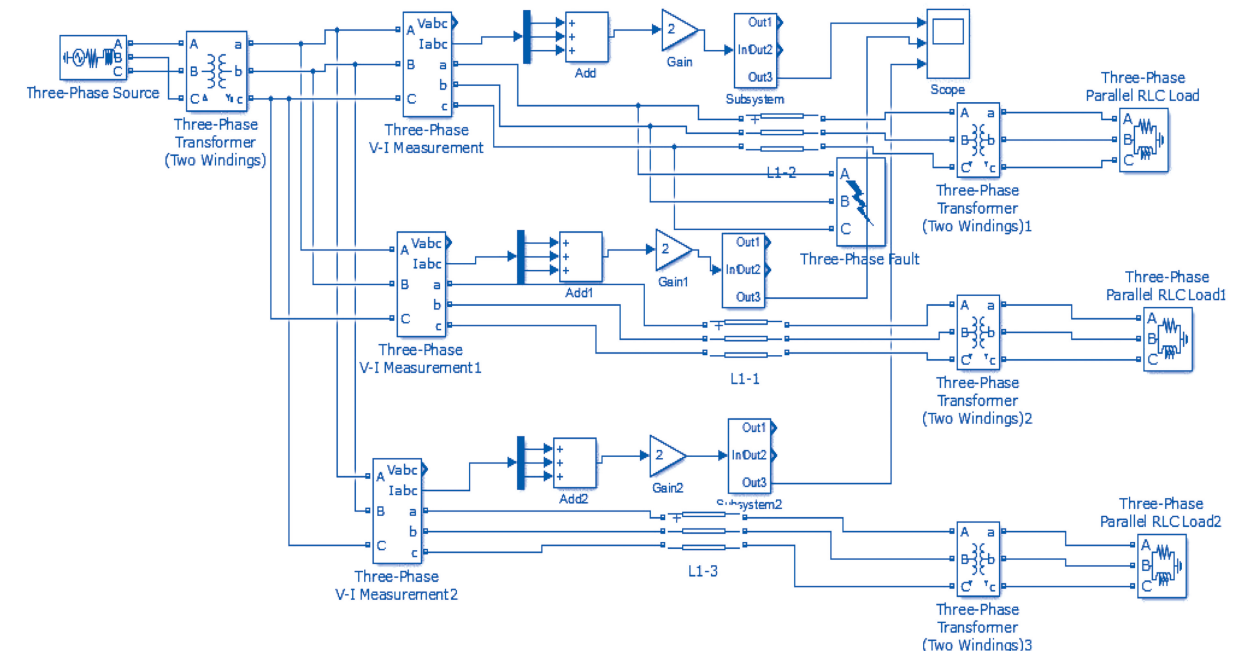 Three-Phase Source
A
B
C
A
B
C
a
b
c
Three-Phase
Transformer
(Two Windings)
A
B
C
Vabc
Iabc
a
b
c
Three-Phase
V-I Measurement
+
+
+
Add
2
Gain
Out1
In1
Out2
Out3
Subsystem
Scope
+
L1-2
A
B
C
Three-Phase Fault
A
B
C
a
b
c
Three-Phase
Transformer
(Two Windings)1
Three-Phase
Parallel RLC Load
A
B
C
A
B
C
Vabc
Iabc
a
b
c
Three-Phase
V-I Measurement1
+
+
+
Add1
2
Gain1
Out1
In1
Out2
Out3
+
L1-1
A
B
C
a
b
c
Three-Phase
Transformer
(Two Windings)2
Three-Phase
Parallel RLC Load1
A
B
C
A
B
C
Vabc
Iabc
a
b
c
Three-Phase
V-I Measurement2
+
+
+
Add2
2
Gain2
Out1
In1
Out2
Out3
Subsystem2
+
L1-3
A
B
C
a
b
c
Three-Phase
Transformer
(Two Windings)3
Three-Phase
Parallel RLC Load2
A
B
C